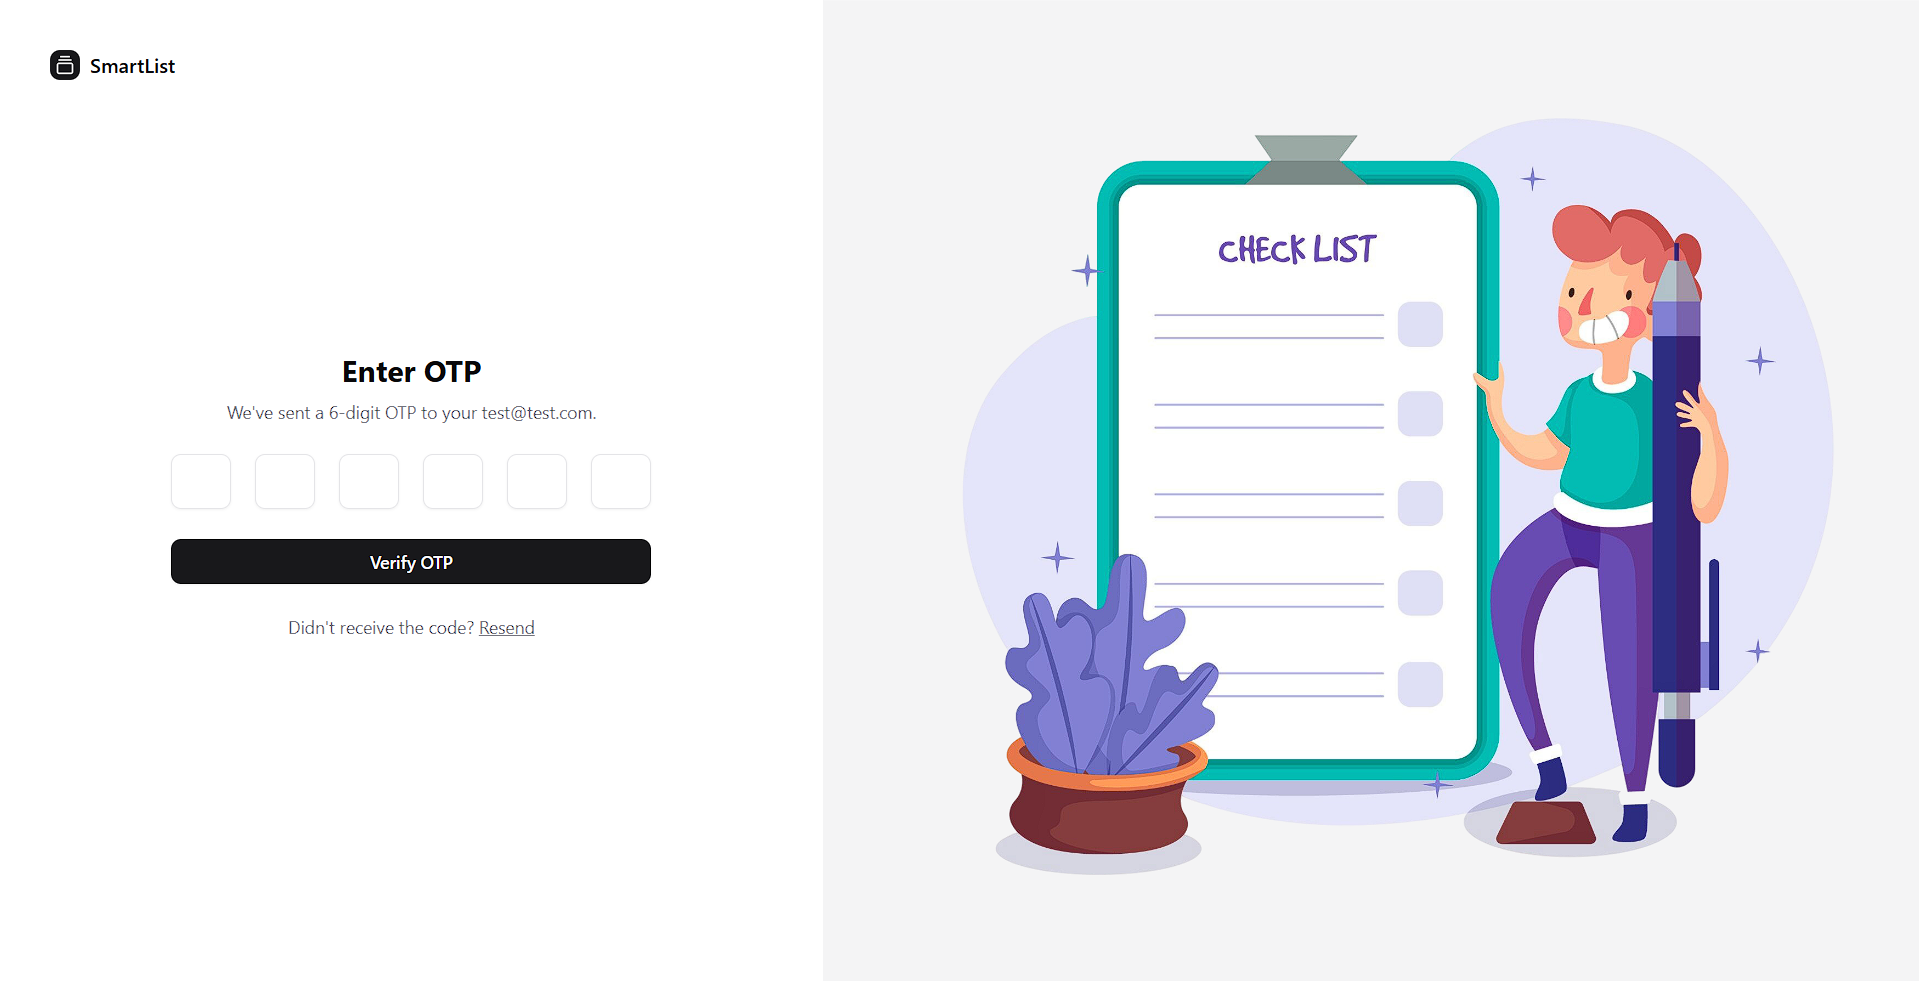 SmartList
Enter OTP
We've sent a 6-digit OTP to your test@test.com.
Verify OTP
Didn't receive the code? Resend
CHECK LIST